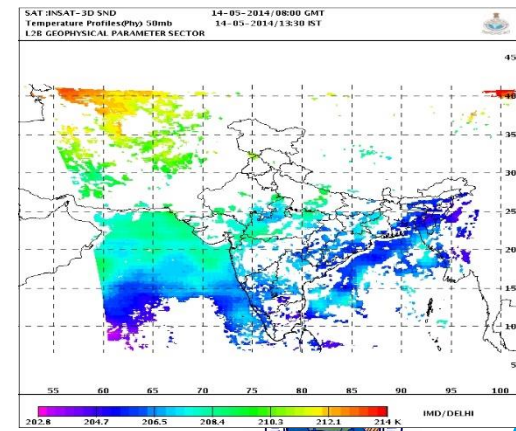 SAT :INSAT-3D SND 14-05-2014/08:00 GMT
Temperature Profiles(Phy) 50mb 14-05-2014/13:30 IST
L2B GEOPHYSICAL PARAMETER SECTOR
45
40
35
30
25
20
15
10
5
55 60 65 70 75 80 85 90 95 100
202.8 204.7 206.5 208.4 210.3 212.1 214 K IMD/DELHI